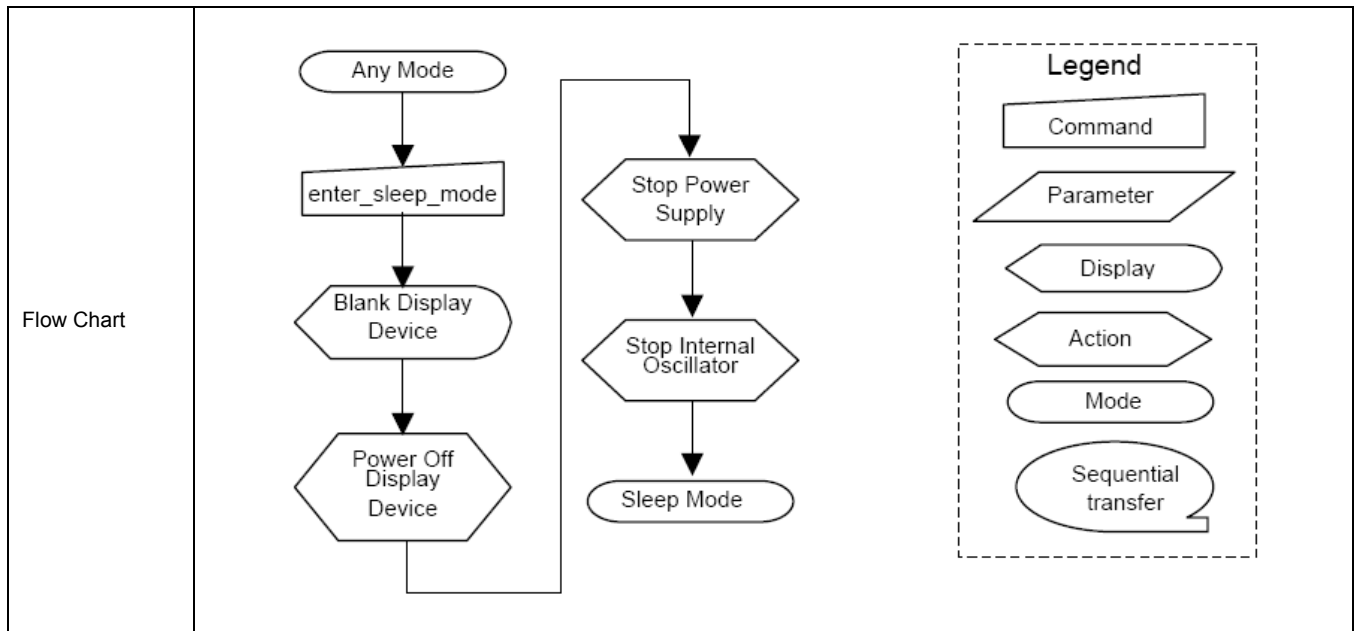 Flow Chart
Any Mode
enter_sleep_mode
Blank Display
Device
Power Off
Display
Device
Stop Power
Supply
Stop Internal
Oscillator
Sleep Mode
Legend
Command
Parameter
Display
Action
Mode
Sequential
transfer